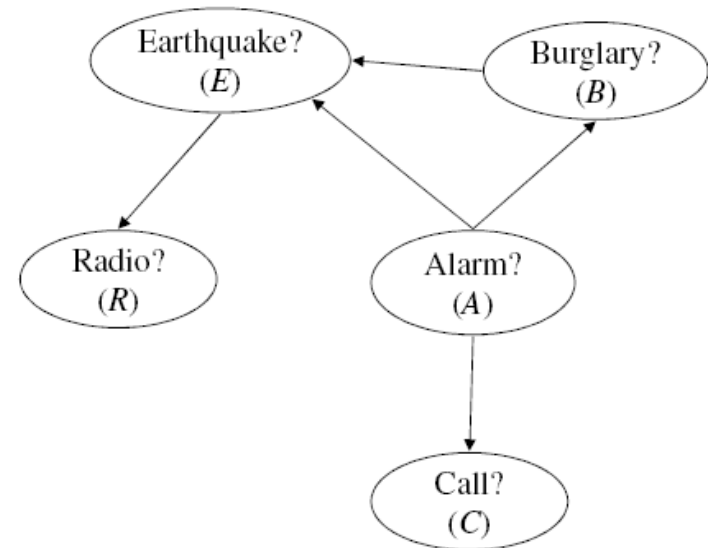 Earthquake?
(E)
Burglary?
(B)
Radio?
(R)
Alarm?
(A)
Call?
(C)